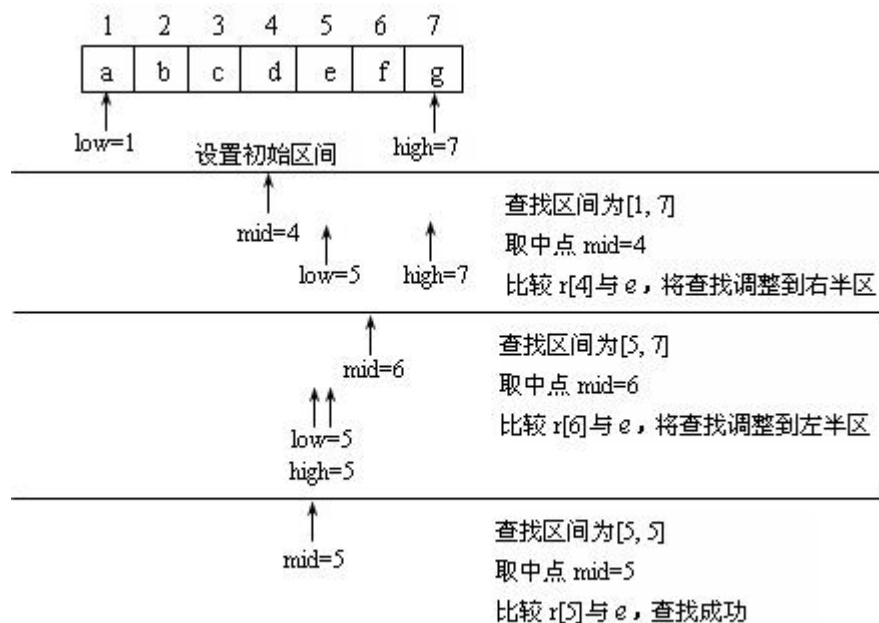 1 2 3 4 5 6 7
a b c d e f g
low=1
设置初始区间
high=7
mid=4
low=5
high=7
查找区间为[1, 7]
取中点 mid=4
比较 r[4]与 e，将查找调整到右半区
mid=6
low=5
high=5
查找区间为[5, 7]
取中点 mid=6
比较 r[6]与 e，将查找调整到左半区
mid=5
查找区间为[5, 5]
取中点 mid=5
比较 r[5]与 e，查找成功